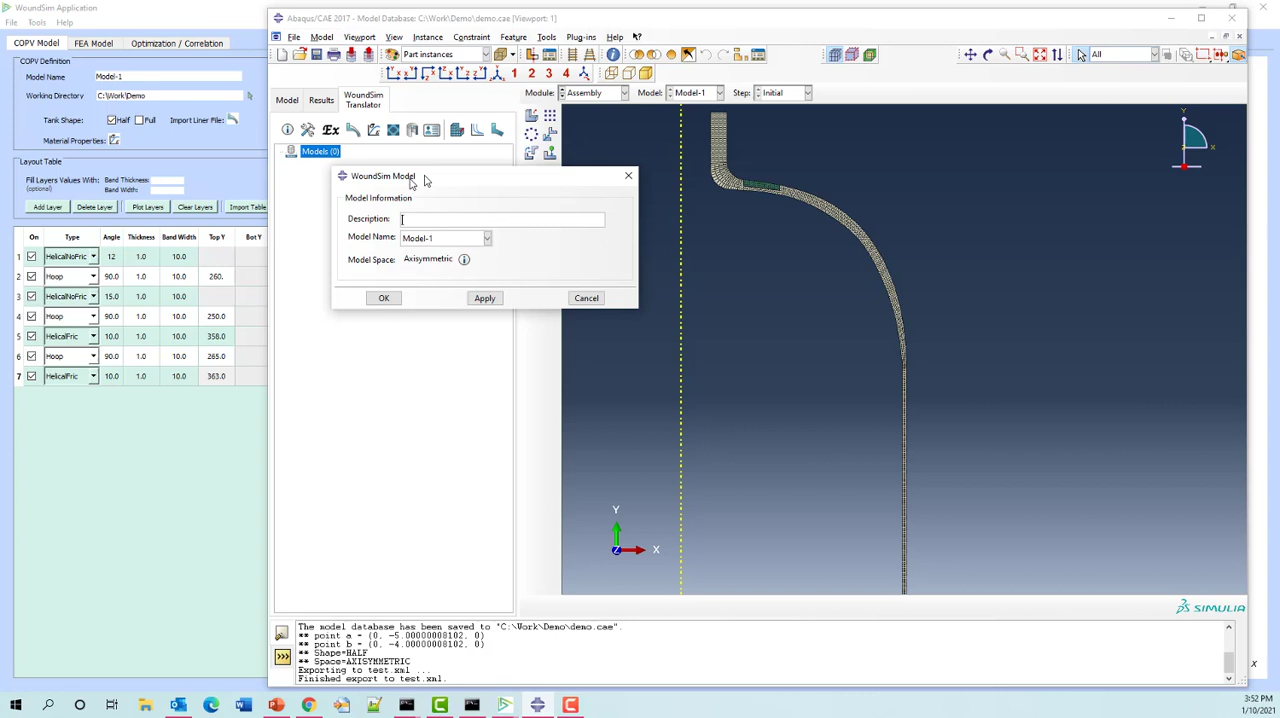 WoundSim Application
File Tools Help
COPV Model FEA Model Optimization / Correlation
COPV Definition
Model Name Model-1
Working Directory C:\Work\Demo
Tank Shape: Half Full Import Liner File:
Material Properties:
Layout Table
Fill Layers Values With: Band Thickness:
(optional) Band Width:
Add Layer Delete Layer Plot Layers Clear Layers Import Table
On Type Angle Thickness Band Width Top Y Bot Y
1 HelicalNoFric 12 1.0 10.0
2 Hoop 90.0 1.0 10.0 260.
3 HelicalNoFric 15.0 1.0 10.0
4 Hoop 90.0 1.0 10.0 250.0
5 HelicalFric 10.0 1.0 10.0 358.0
6 Hoop 90.0 1.0 10.0 265.0
7 HelicalFric 10.0 1.0 10.0 363.0
Abaqus/CAE 2017 - Model Database: C:\Work\Demo\demo.cae [Viewport: 1]
File Model Viewport View Instance Constraint Feature Tools Plug-ins Help
Part instances All
1 2 3 4
Model Results WoundSim Translator
Module: Assembly Model: Model-1 Step: Initial
Ex
Models (0)
WoundSim Model
Model Information
Description:
Model Name: Model-1
Model Space: Axisymmetric
OK Apply Cancel
Y
X
Z
Y
X
Z
SIMULIA
The model database has been saved to "C:\Work\Demo\demo.cae".
** point a = (0, -5.00000008102, 0)
** point b = (0, -4.00000008102, 0)
** Shape=HALF
** Space=AXISYMMETRIC
Exporting to test.xml ...
Finished export to test.xml.
>>>
x
3:52 PM
1/10/2021